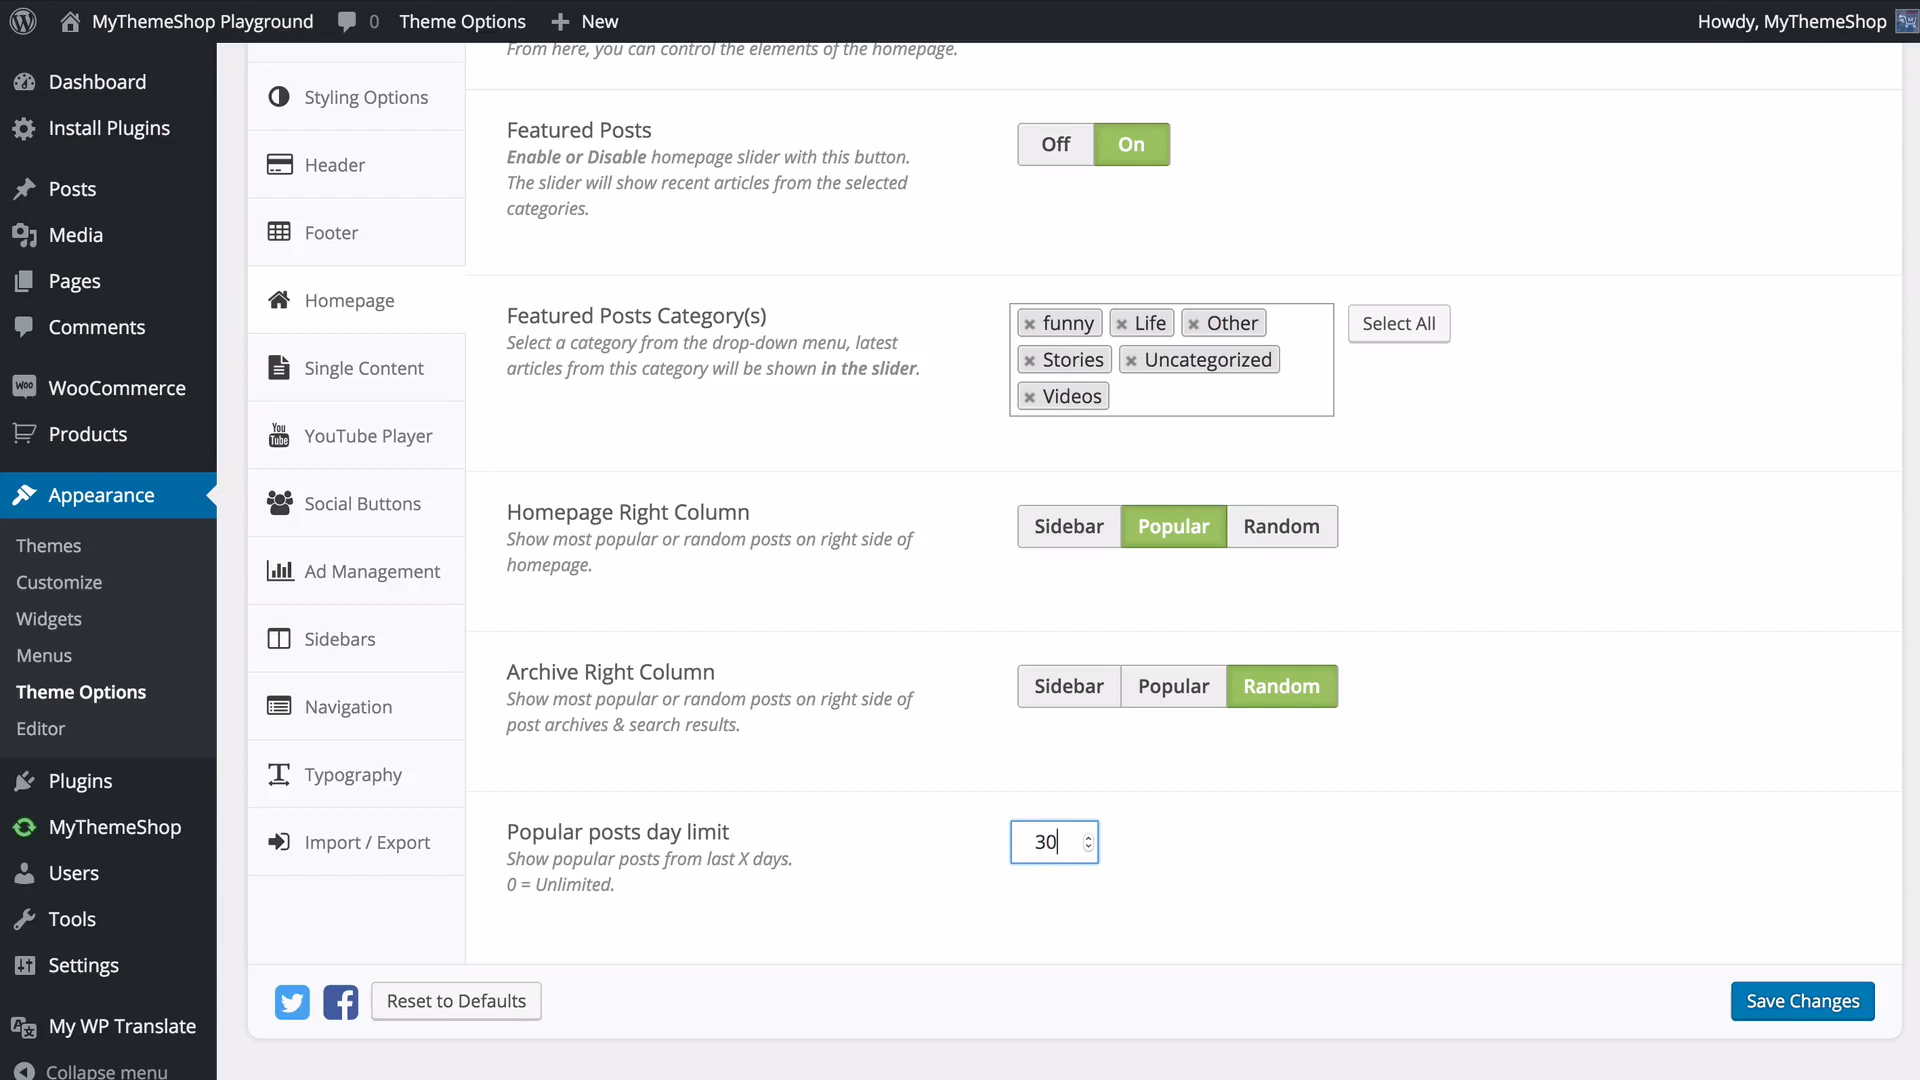 MyThemeShop Playground
0
Theme Options
New
Howdy, MyThemeShop
Dashboard
Install Plugins
Posts
Media
Pages
Comments
WooCommerce
Products
Appearance
Themes
Customize
Widgets
Menus
Theme Options
Editor
Plugins
MyThemeShop
Users
Tools
Settings
My WP Translate
Collapse menu
Styling Options
Header
Footer
Homepage
Single Content
YouTube Player
Social Buttons
Ad Management
Sidebars
Navigation
Typography
Import / Export
From here, you can control the elements of the homepage.
Featured Posts
Enable or Disable homepage slider with this button.
The slider will show recent articles from the selected
categories.
Off On
Featured Posts Category(s)
Select a category from the drop-down menu, latest
articles from this category will be shown in the slider.
× funny × Life × Other
× Stories × Uncategorized
× Videos
Select All
Homepage Right Column
Show most popular or random posts on right side of
homepage.
Sidebar Popular Random
Archive Right Column
Show most popular or random posts on right side of
post archives & search results.
Sidebar Popular Random
Popular posts day limit
Show popular posts from last X days.
0 = Unlimited.
30
Reset to Defaults
Save Changes